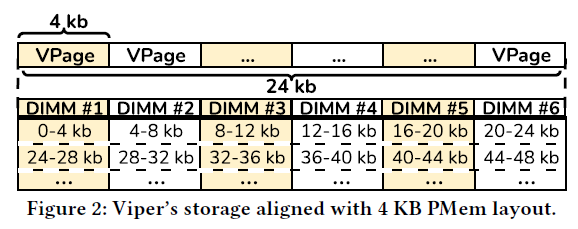 4 kb
VPage VPage ... ... ... VPage
24 kb
DIMM #1 DIMM #2 DIMM #3 DIMM #4 DIMM #5 DIMM #6
0-4 kb 4-8 kb 8-12 kb 12-16 kb 16-20 kb 20-24 kb
24-28 kb 28-32 kb 32-36 kb 36-40 kb 40-44 kb 44-48 kb
... ... ... ... ... ...
Figure 2: Viper's storage aligned with 4 KB PMem layout.